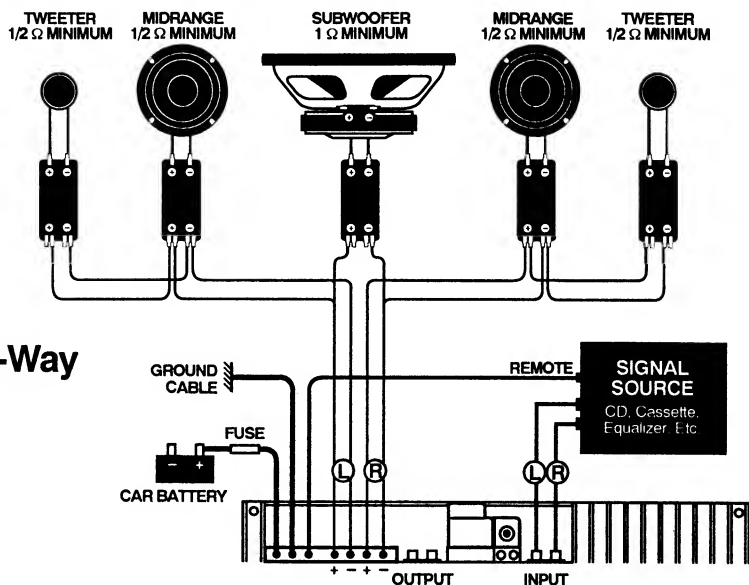 TWEETER
1/2 Ω MINIMUM
MIDRANGE
1/2 Ω MINIMUM
SUBWOOFER
1 Ω MINIMUM
MIDRANGE
1/2 Ω MINIMUM
TWEETER
1/2 Ω MINIMUM
+ −
+ −
+ −
+ −
+ −
+ −
+ −
+ −
+ −
+ −
+ −
-Way
GROUND
CABLE
REMOTE
SIGNAL
SOURCE
CD, Cassette,
Equalizer, Etc
FUSE
− +
CAR BATTERY
L R
L R
+ − + −
OUTPUT
INPUT